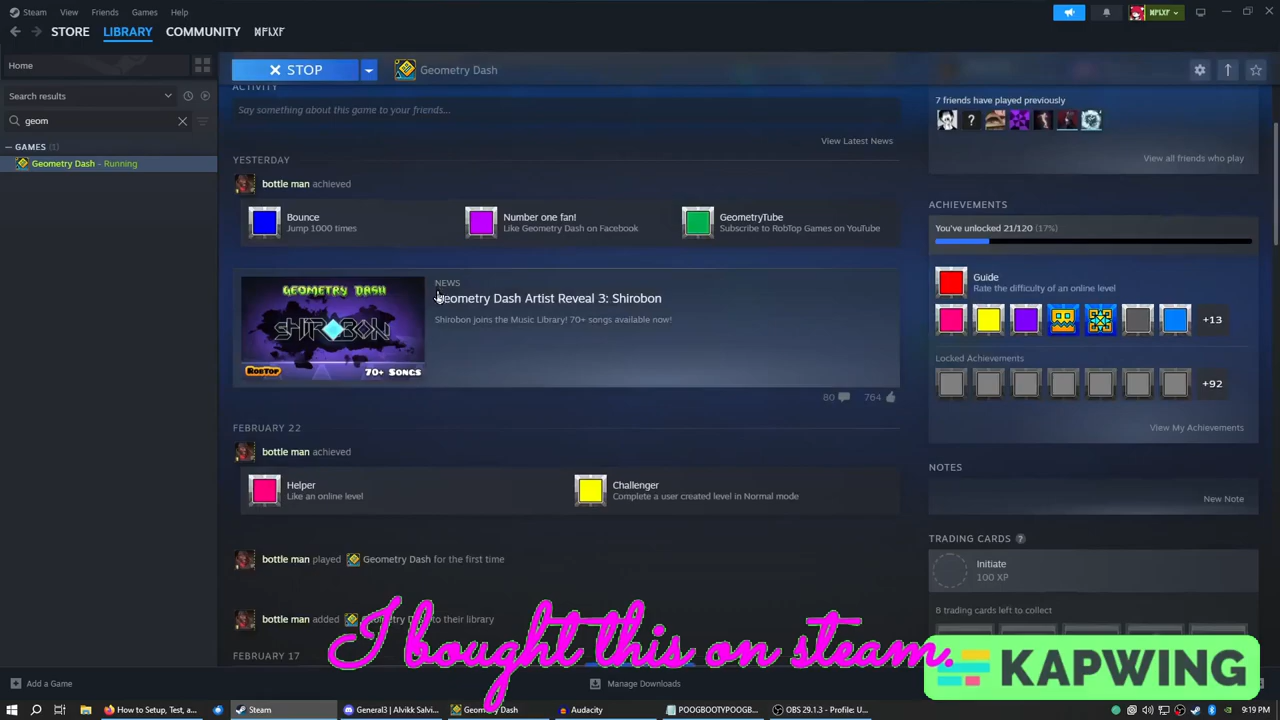 Steam View Friends Games Help
NPLXP
STORE LIBRARY COMMUNITY NPLXP
Home
STOP
Geometry Dash
Search results
geom
GAMES (1)
Geometry Dash - Running
ACTIVITY
Say something about this game to your friends...
View Latest News
YESTERDAY
bottle man achieved
Bounce
Jump 1000 times
Number one fan!
Like Geometry Dash on Facebook
GeometryTube
Subscribe to RobTop Games on YouTube
GEOMETRY DASH
SHIROBON
ROBTOP
70+ SONGS
NEWS
Geometry Dash Artist Reveal 3: Shirobon
Shirobon joins the Music Library! 70+ songs available now!
80 764
FEBRUARY 22
bottle man achieved
Helper
Like an online level
Challenger
Complete a user created level in Normal mode
bottle man played Geometry Dash for the first time
bottle man added Geometry Dash to their library
FEBRUARY 17
7 friends have played previously
?
View all friends who play
ACHIEVEMENTS
You've unlocked 21/120 (17%)
Guide
Rate the difficulty of an online level
+13
Locked Achievements
+92
View My Achievements
NOTES
New Note
TRADING CARDS ?
Initiate
100 XP
8 trading cards left to collect
I bought this on steam.
KAPWING
Add a Game
Manage Downloads
How to Setup, Test, a...
Steam
General3 | Alvikk Salvi...
Geometry Dash
Audacity
POOGBOOTYPOOGB...
OBS 29.1.3 - Profile: U...
9:19 PM